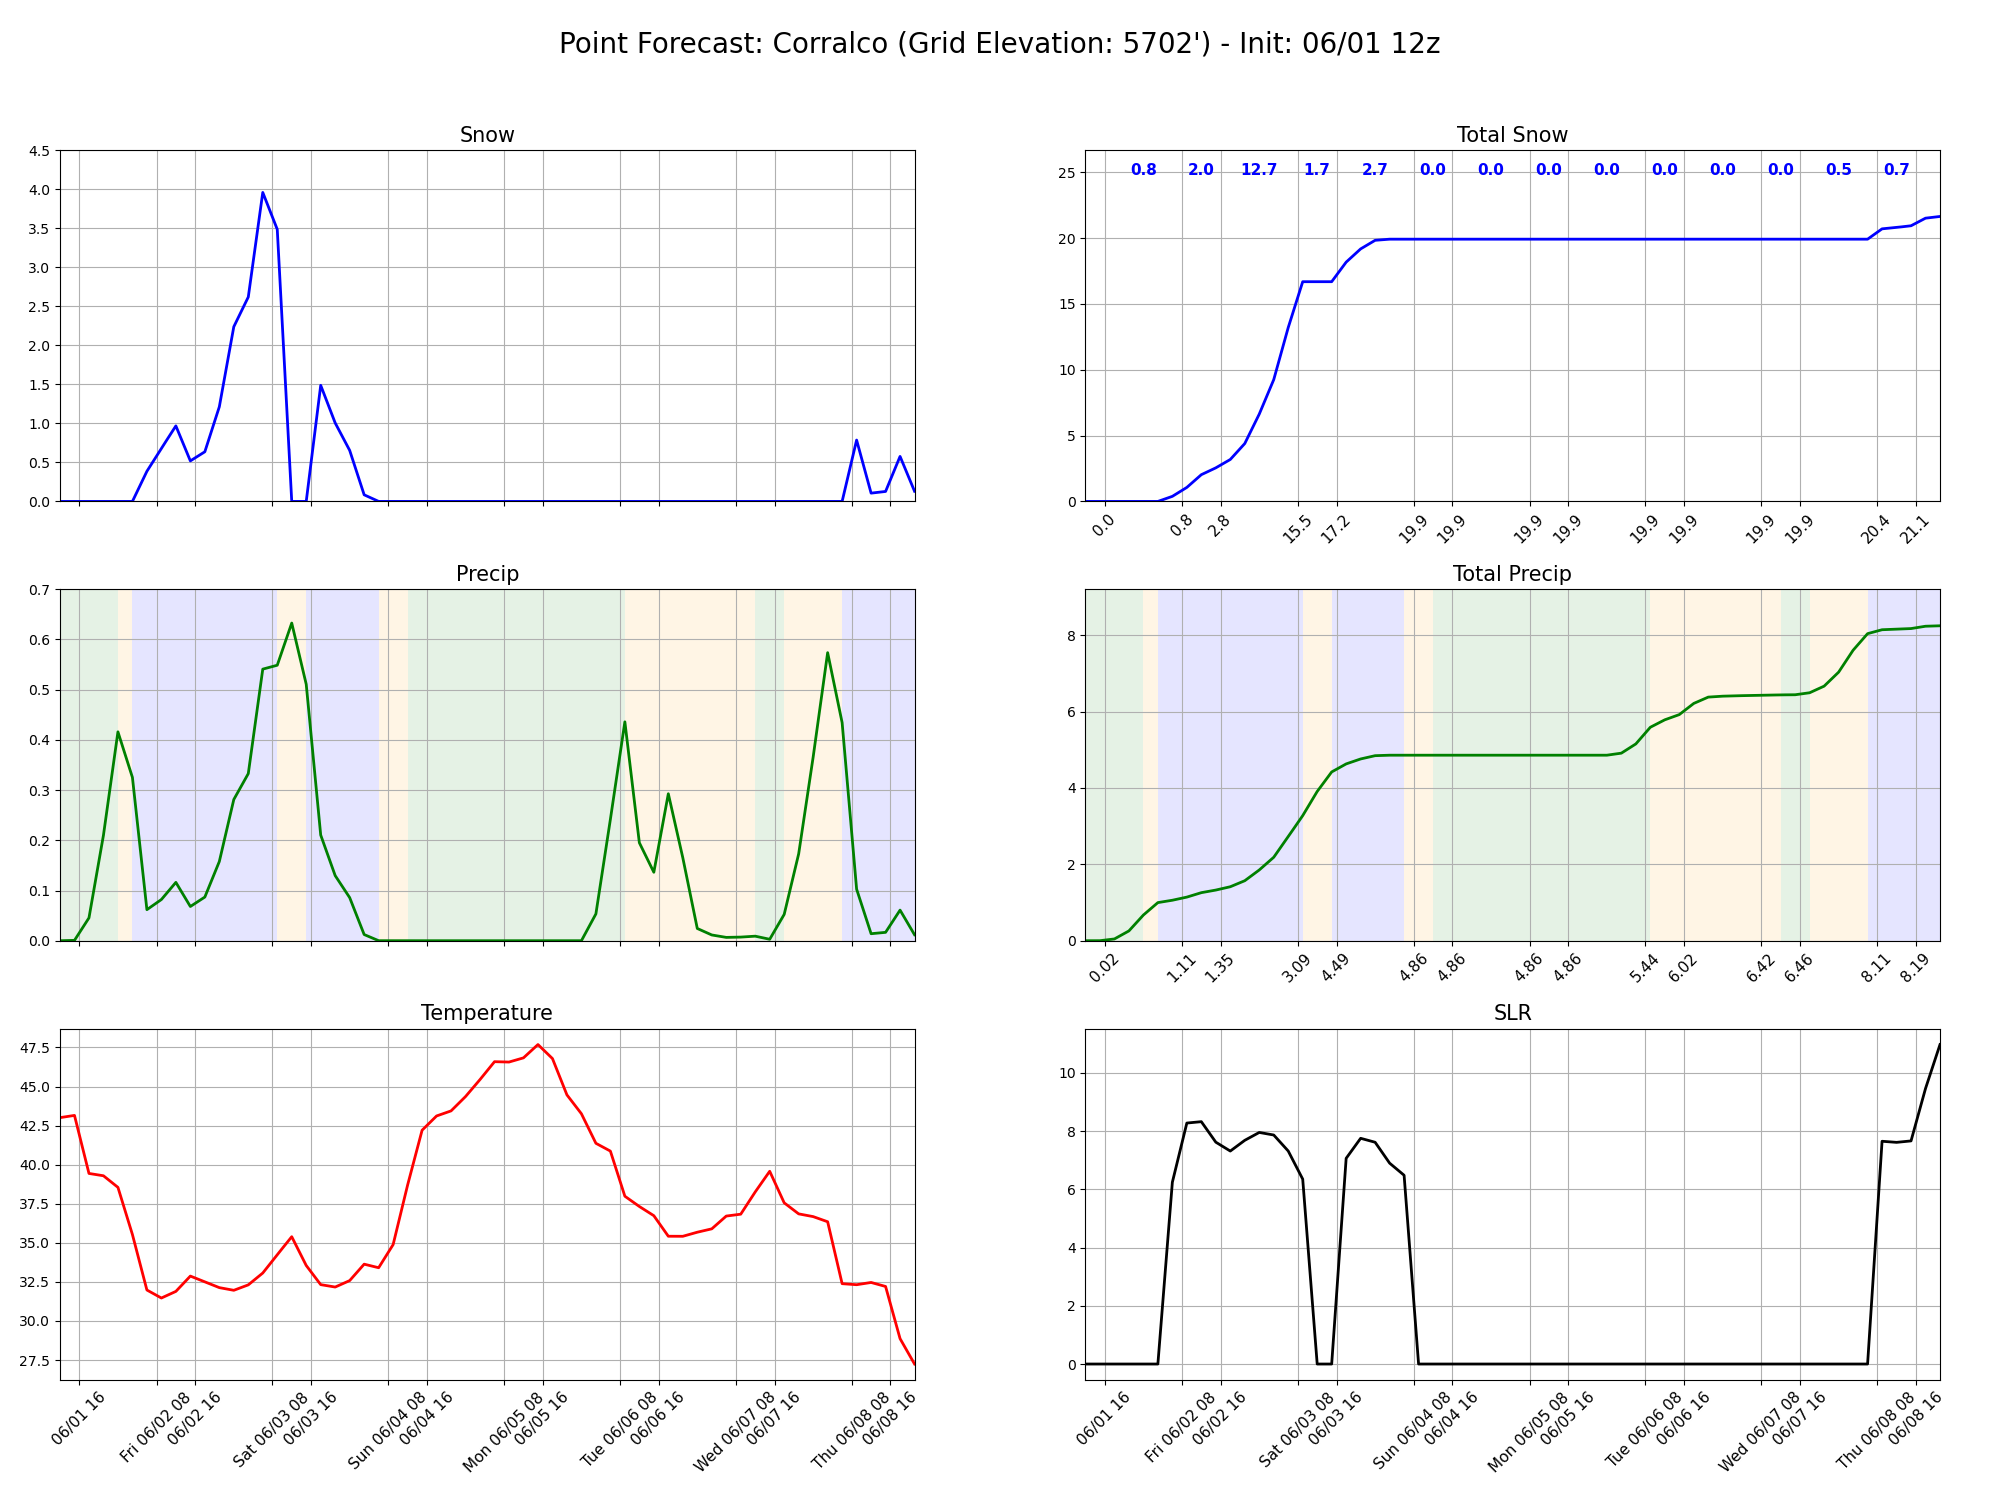 Point Forecast: Corralco (Grid Elevation: 5702') - Init: 06/01 12z
Snow
4.5
4.0
3.5
3.0
2.5
2.0
1.5
1.0
0.5
0.0
Total Snow
0.8 2.0 12.7 1.7 2.7 0.0 0.0 0.0 0.0 0.0 0.0 0.0 0.5 0.7
25
20
15
10
5
0
0.0 0.8 2.8 15.5 17.2 19.9 19.9 19.9 19.9 19.9 19.9 19.9 19.9 20.4 21.1
Precip
0.7
0.6
0.5
0.4
0.3
0.2
0.1
0.0
Total Precip
8
6
4
2
0
0.02 1.11 1.35 3.09 4.49 4.86 4.86 4.86 4.86 5.44 6.02 6.42 6.46 8.11 8.19
Temperature
47.5
45.0
42.5
40.0
37.5
35.0
32.5
30.0
27.5
06/01 16
Fri 06/02 08
06/02 16
Sat 06/03 08
06/03 16
Sun 06/04 08
06/04 16
Mon 06/05 08
06/05 16
Tue 06/06 08
06/06 16
Wed 06/07 08
06/07 16
Thu 06/08 08
06/08 16
SLR
10
8
6
4
2
0
06/01 16
Fri 06/02 08
06/02 16
Sat 06/03 08
06/03 16
Sun 06/04 08
06/04 16
Mon 06/05 08
06/05 16
Tue 06/06 08
06/06 16
Wed 06/07 08
06/07 16
Thu 06/08 08
06/08 16